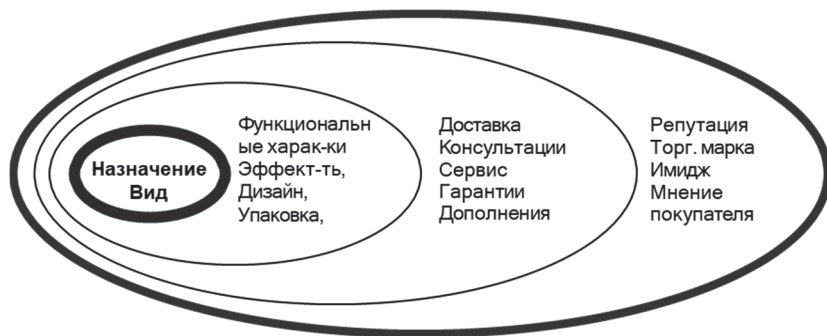 Назначение
Вид
Функциональн
ые харак-ки
Эффект-ть,
Дизайн,
Упаковка,
Доставка
Консультации
Сервис
Гарантии
Дополнения
Репутация
Торг. марка
Имидж
Мнение
покупателя